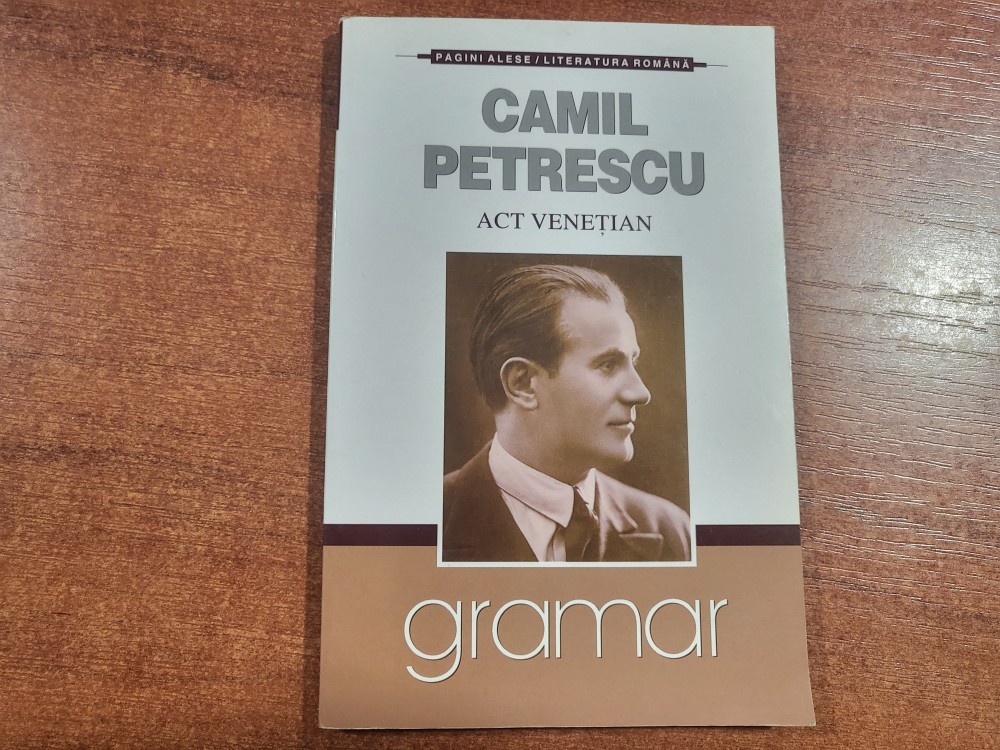 PAGINI ALESE / LITERATURA ROMÂNĂ
CAMIL
PETRESCU
ACT VENEȚIAN
gramar